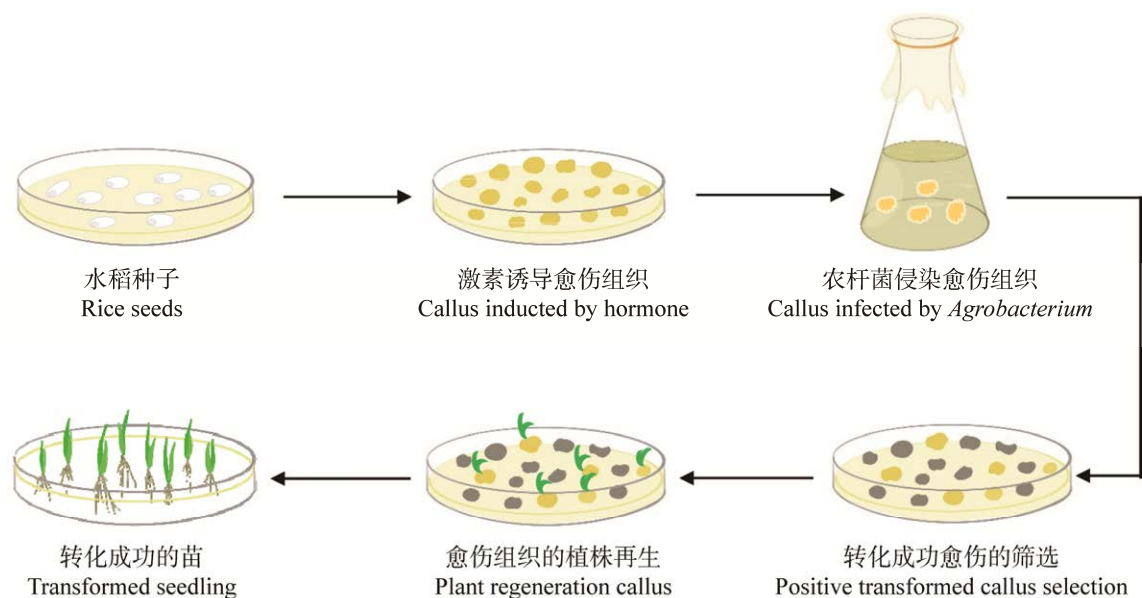 水稻种子
Rice seeds
激素诱导愈伤组织
Callus inducted by hormone
农杆菌侵染愈伤组织
Callus infected by Agrobacterium
转化成功的苗
Transformed seedling
愈伤组织的植株再生
Plant regeneration callus
转化成功愈伤的筛选
Positive transformed callus selection